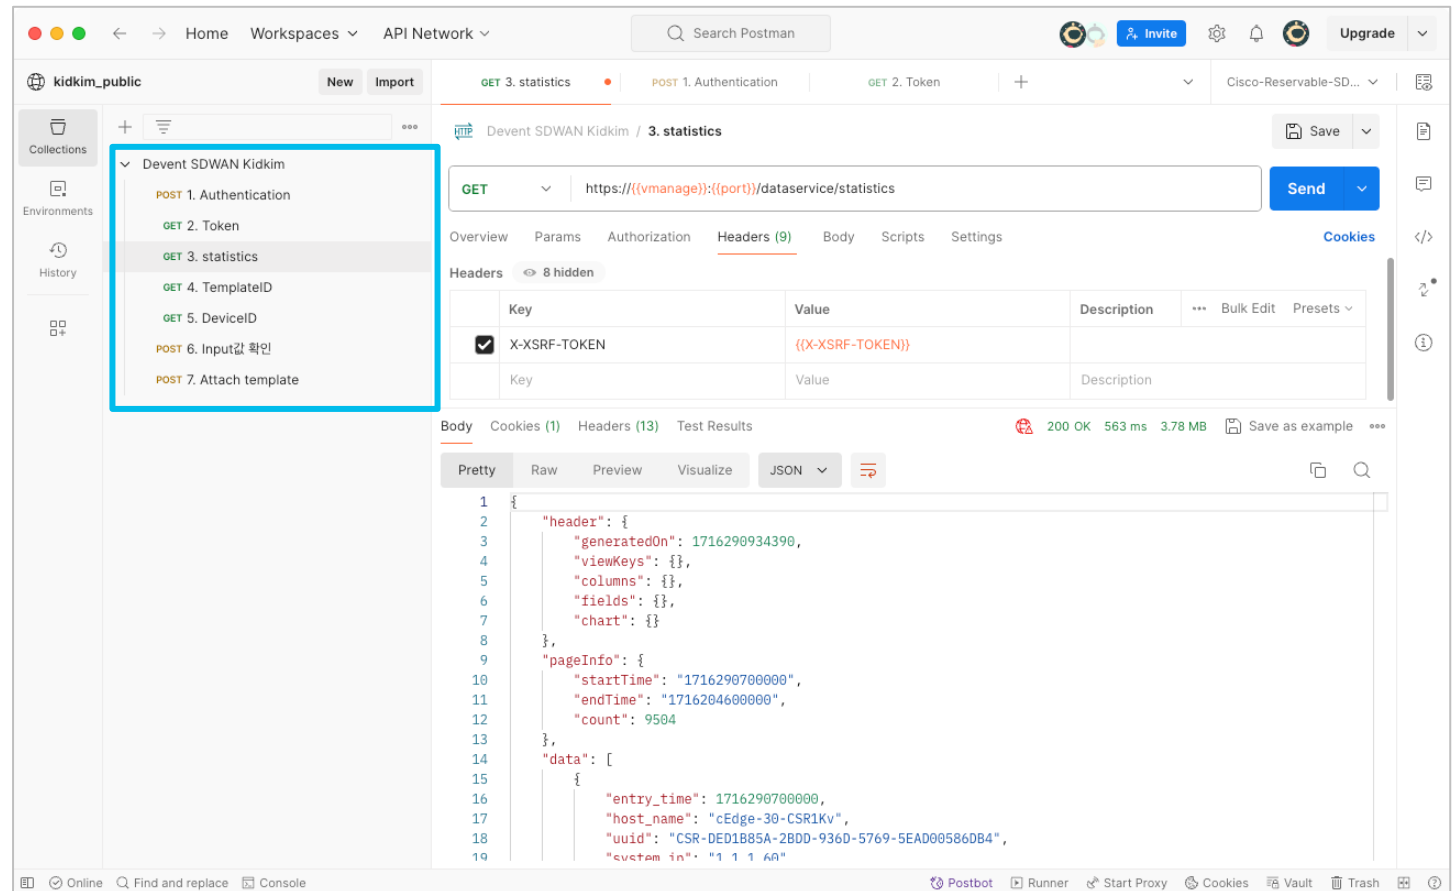 Home Workspaces API Network Search Postman Invite Upgrade
kidkim_public New Import GET 3. statistics POST 1. Authentication GET 2. Token Cisco-Reservable-SD...
Collections
Environments
History
Devent SDWAN Kidkim
POST 1. Authentication
GET 2. Token
GET 3. statistics
GET 4. TemplateID
GET 5. DeviceID
POST 6. Input값 확인
POST 7. Attach template
HTTP Devent SDWAN Kidkim / 3. statistics Save
GET https://{{vmanage}}:{{port}}/dataservice/statistics Send
Overview Params Authorization Headers (9) Body Scripts Settings Cookies
Headers 8 hidden
Key Value Description Bulk Edit Presets
X-XSRF-TOKEN {{X-XSRF-TOKEN}}
Key Value Description
Body Cookies (1) Headers (13) Test Results 200 OK 563 ms 3.78 MB Save as example
Pretty Raw Preview Visualize JSON
1 {
2 "header": {
3 "generatedOn": 1716290934390,
4 "viewKeys": {},
5 "columns": {},
6 "fields": {},
7 "chart": {}
8 },
9 "pageInfo": {
10 "startTime": "1716290700000",
11 "endTime": "1716204600000",
12 "count": 9504
13 },
14 "data": [
15 {
16 "entry_time": 1716290700000,
17 "host_name": "cEdge-30-CSR1Kv",
18 "uuid": "CSR-DED1B85A-2BDD-936D-5769-5EAD00586DB4",
19 "system_ip": "1.1.1.60"
Online Find and replace Console Postbot Runner Start Proxy Cookies Vault Trash